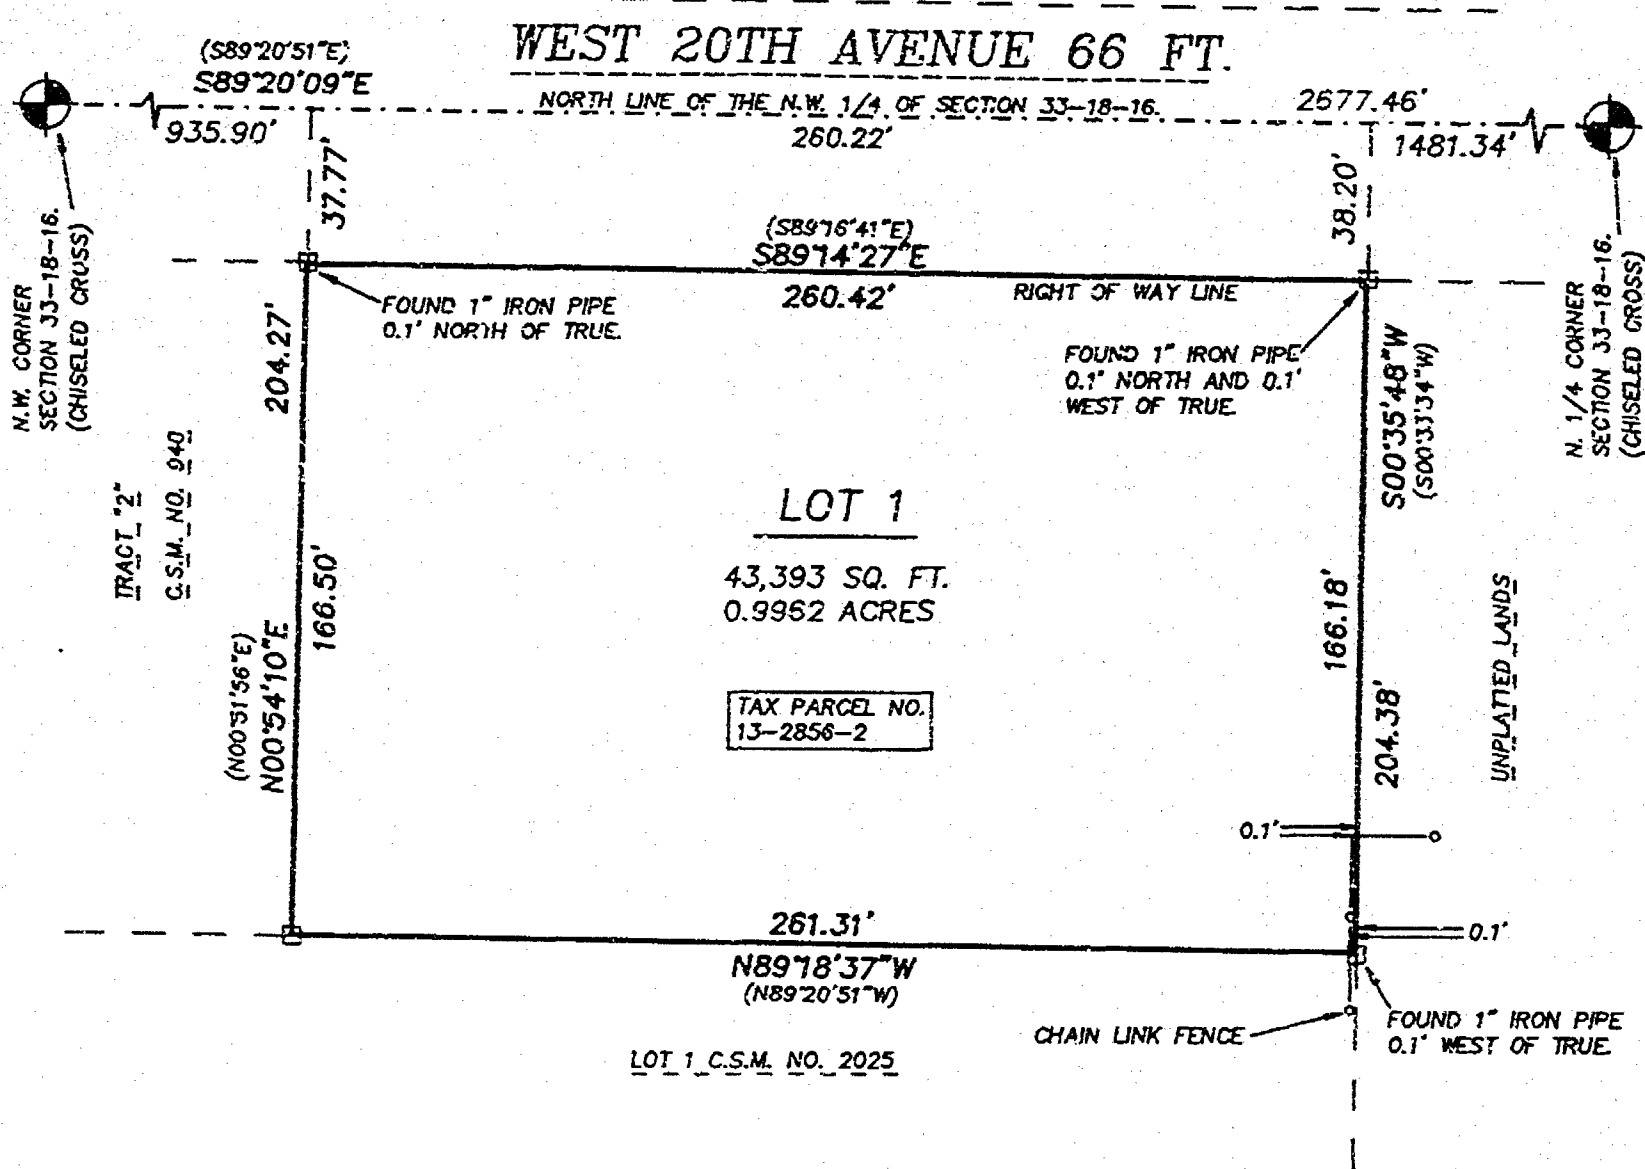 WEST 20TH AVENUE 66 FT.
(S89°20'51"E)
S89°20'09"E
NORTH LINE OF THE N.W. 1/4 OF SECTION 33-18-16.
2677.46'
935.90'
260.22'
1481.34'
37.77'
38.20'
N.W. CORNER
SECTION 33-18-16.
(CHISELED CROSS)
N. 1/4 CORNER
SECTION 33-18-16.
(CHISELED CROSS)
(S89°16'41"E)
S89°14'27"E
260.42'
RIGHT OF WAY LINE
FOUND 1" IRON PIPE
0.1' NORTH OF TRUE.
FOUND 1" IRON PIPE
0.1' NORTH AND 0.1'
WEST OF TRUE.
204.27'
S00°35'48"W
(S00°33'34"W)
TRACT "2"
C.S.M. NO. 940
LOT 1
43,393 SQ. FT.
0.9962 ACRES
166.50'
166.18'
(N00°51'56"E)
N00°54'10"E
TAX PARCEL NO.
13-2856-2
204.38'
UNPLATTED LANDS
0.1'
261.31'
N89°18'37"W
(N89°20'51"W)
0.1'
CHAIN LINK FENCE
FOUND 1" IRON PIPE
0.1' WEST OF TRUE.
LOT 1 C.S.M. NO. 2025